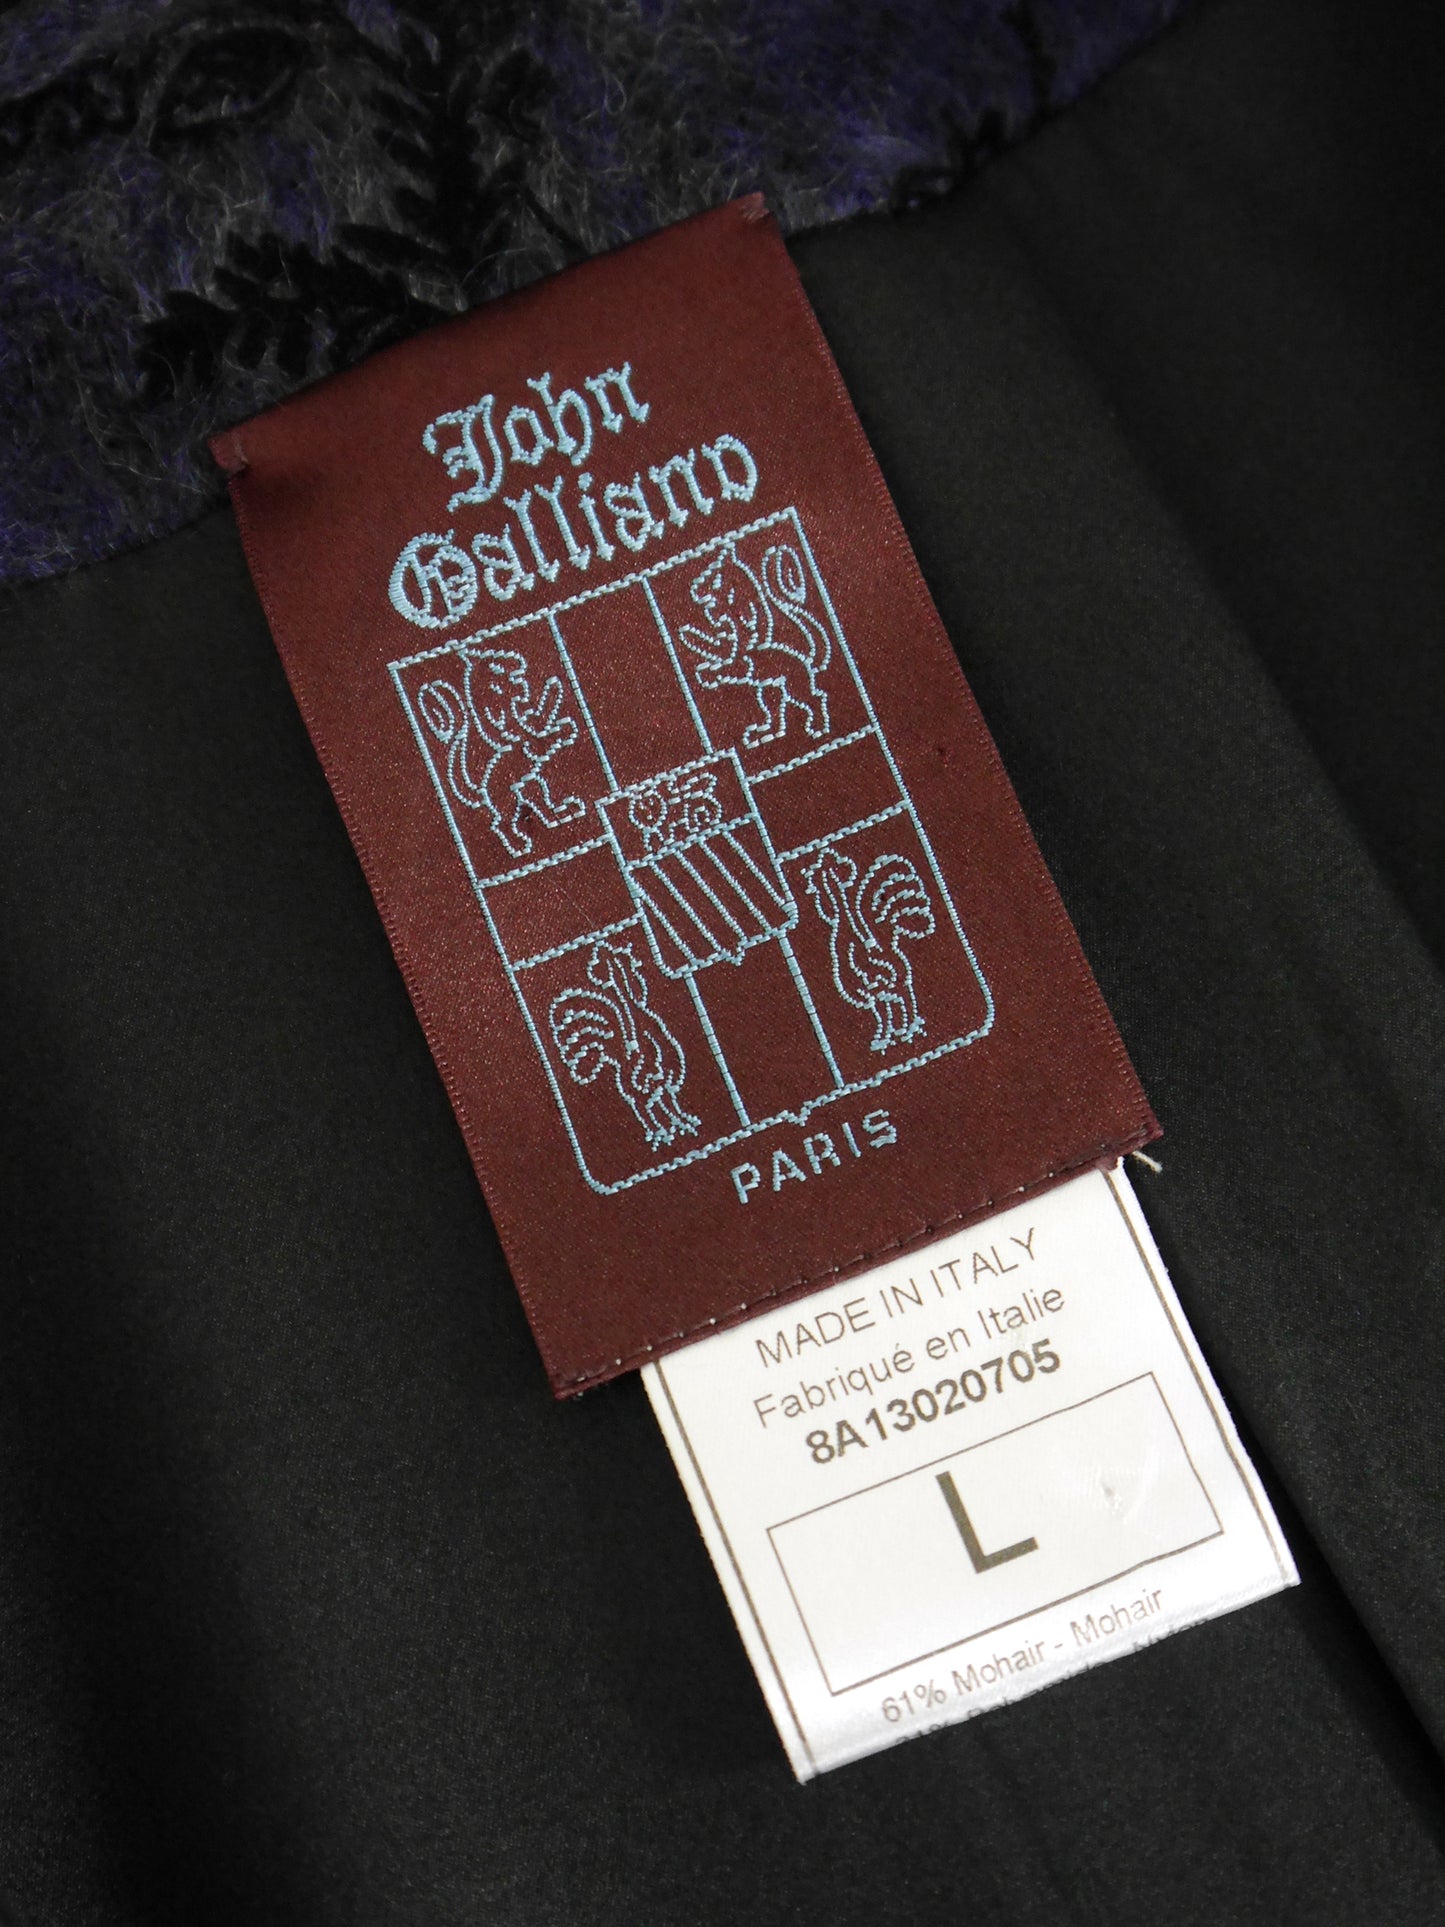 John
Galliano
PARIS
MADE IN ITALY
Fabriqué en Italie
8A13020705
L
61% Mohair - Mohair